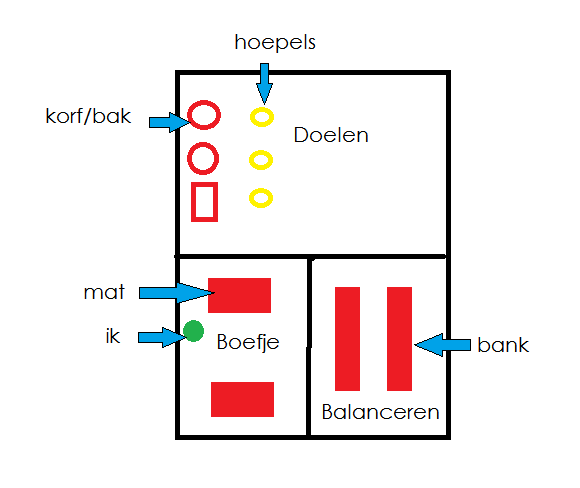 hoepels
korf/bak
Doelen
mat
ik
Boefje
bank
Balanceren